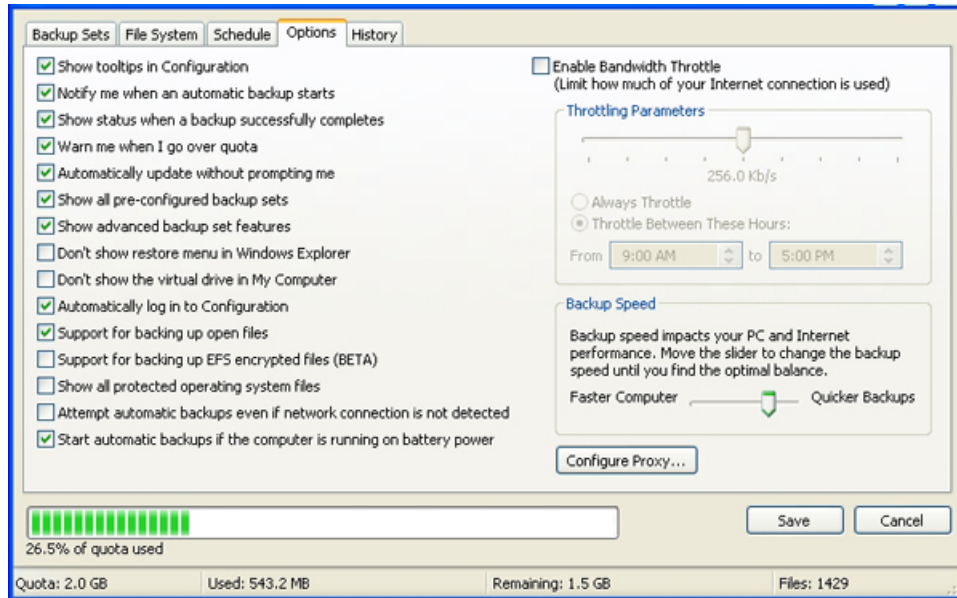 Backup Sets
File System
Schedule
Options
History
Show tooltips in Configuration
Notify me when an automatic backup starts
Show status when a backup successfully completes
Warn me when I go over quota
Automatically update without prompting me
Show all pre-configured backup sets
Show advanced backup set features
Don't show restore menu in Windows Explorer
Don't show the virtual drive in My Computer
Automatically log in to Configuration
Support for backing up open files
Support for backing up EFS encrypted files (BETA)
Show all protected operating system files
Attempt automatic backups even if network connection is not detected
Start automatic backups if the computer is running on battery power
Enable Bandwidth Throttle
(Limit how much of your Internet connection is used)
Throttling Parameters
256.0 Kb/s
Always Throttle
Throttle Between These Hours:
From 9:00 AM to 5:00 PM
Backup Speed
Backup speed impacts your PC and Internet
performance. Move the slider to change the backup
speed until you find the optimal balance.
Faster Computer Quicker Backups
Configure Proxy...
Save Cancel
26.5% of quota used
Quota: 2.0 GB Used: 543.2 MB Remaining: 1.5 GB Files: 1429